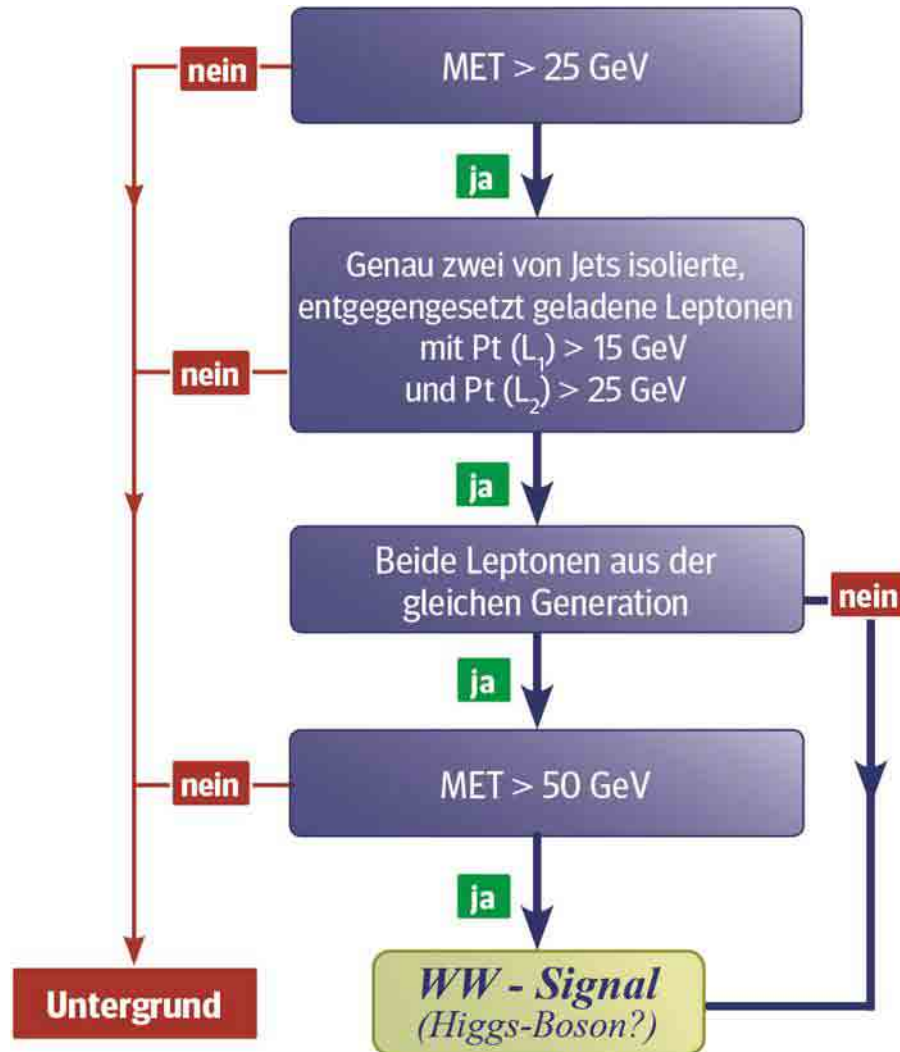 MET > 25 GeV
nein
ja
Genau zwei von Jets isolierte,
entgegengesetzt geladene Leptonen
mit Pt (L₁) > 15 GeV
und Pt (L₂) > 25 GeV
nein
ja
Beide Leptonen aus der
gleichen Generation
nein
ja
MET > 50 GeV
nein
ja
WW - Signal
(Higgs-Boson?)
Untergrund